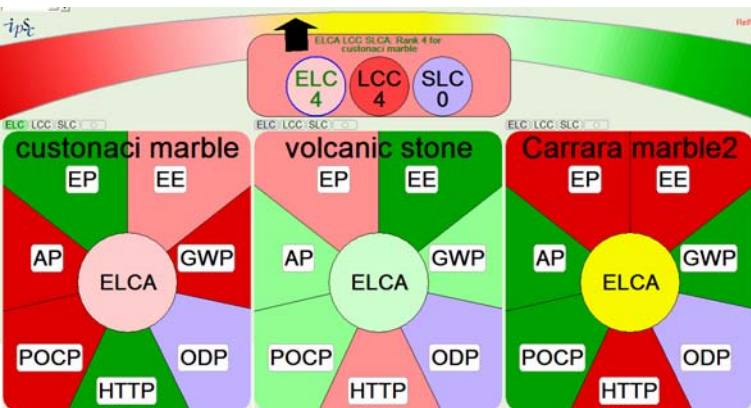 ipsc
ELCA LCC SLCA: Rank 4 for
custonaci marble
ELC LCC SLC
4 4 0
ELC LCC SLC
ELC LCC SLC
ELC LCC SLC
custonaci marble volcanic stone Carrara marble2
EP EE EP EE EP EE
AP GWP AP GWP AP GWP
ELCA ELCA ELCA
POCP ODP POCP ODP POCP ODP
HTTP HTTP HTTP